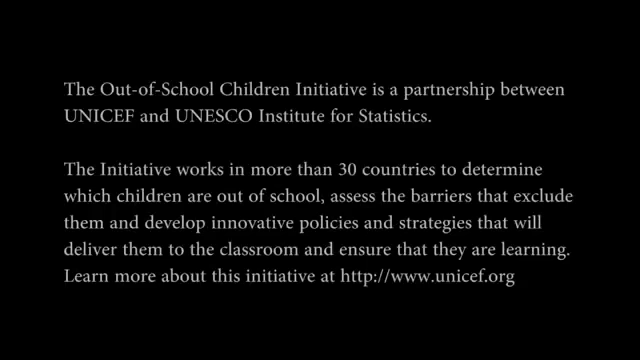 The Out-of-School Children Initiative is a partnership between
UNICEF and UNESCO Institute for Statistics.
The Initiative works in more than 30 countries to determine
which children are out of school, assess the barriers that exclude
them and develop innovative policies and strategies that will
deliver them to the classroom and ensure that they are learning.
Learn more about this initiative at http://www.unicef.org